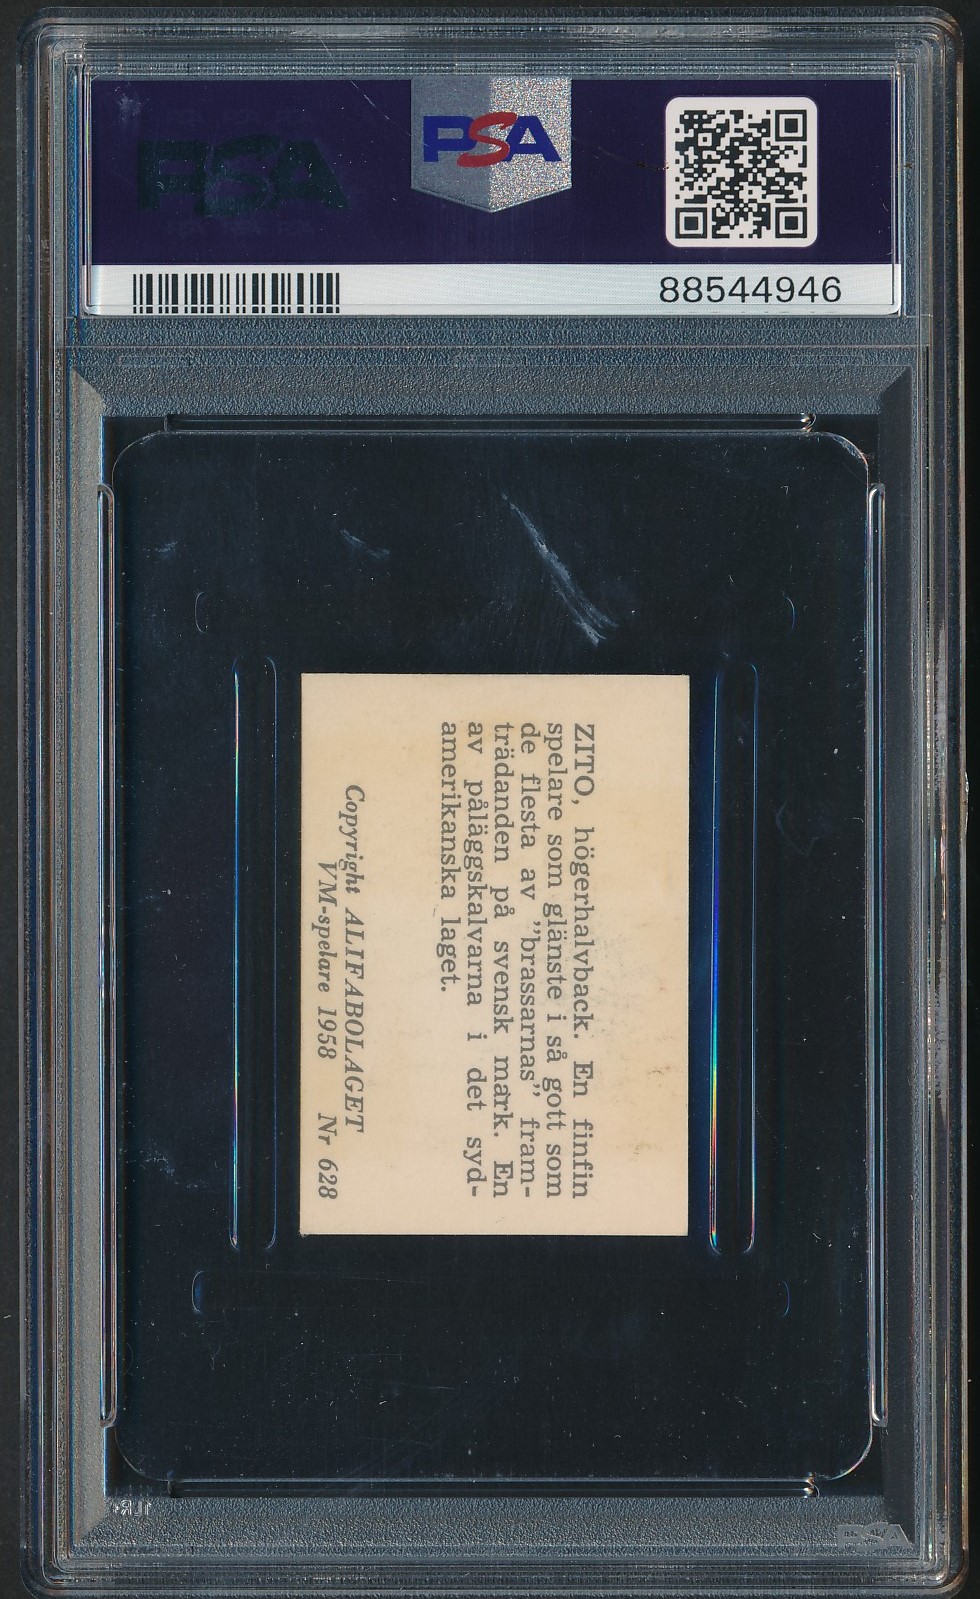 PSA
PSA
88544946
ZITO, högerhalvback. En finfin
spelare som glänste i så gott som
de flesta av ”brassarnas” fram-
trädanden på svensk mark. En
av påläggskalvarna i det syd-
amerikanska laget.
Copyright ALIFABOLAGET
VM-spelare 1958 Nr 628